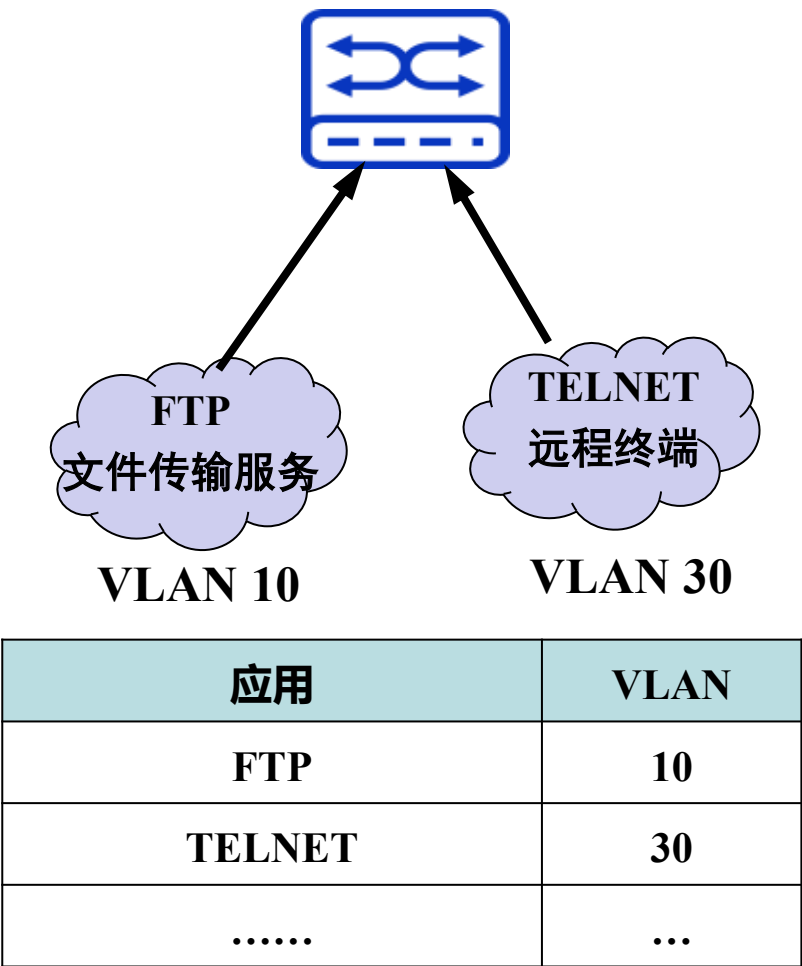 FTP
文件传输服务
VLAN 10
TELNET
远程终端
VLAN 30
应用 VLAN
FTP 10
TELNET 30
…… …